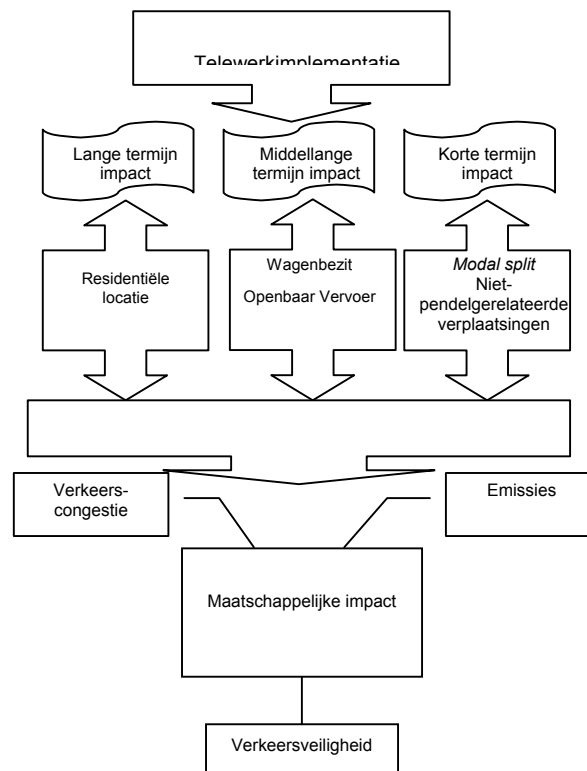 Telewerkimplementatie
Lange termijn
impact
Middellange
termijn impact
Korte termijn
impact
Residentiële
locatie
Wagenbezit
Openbaar Vervoer
Modal split
Niet-
pendelgerelateerde
verplaatsingen
Verkeers-
congestie
Emissies
Maatschappelijke impact
Verkeersveiligheid